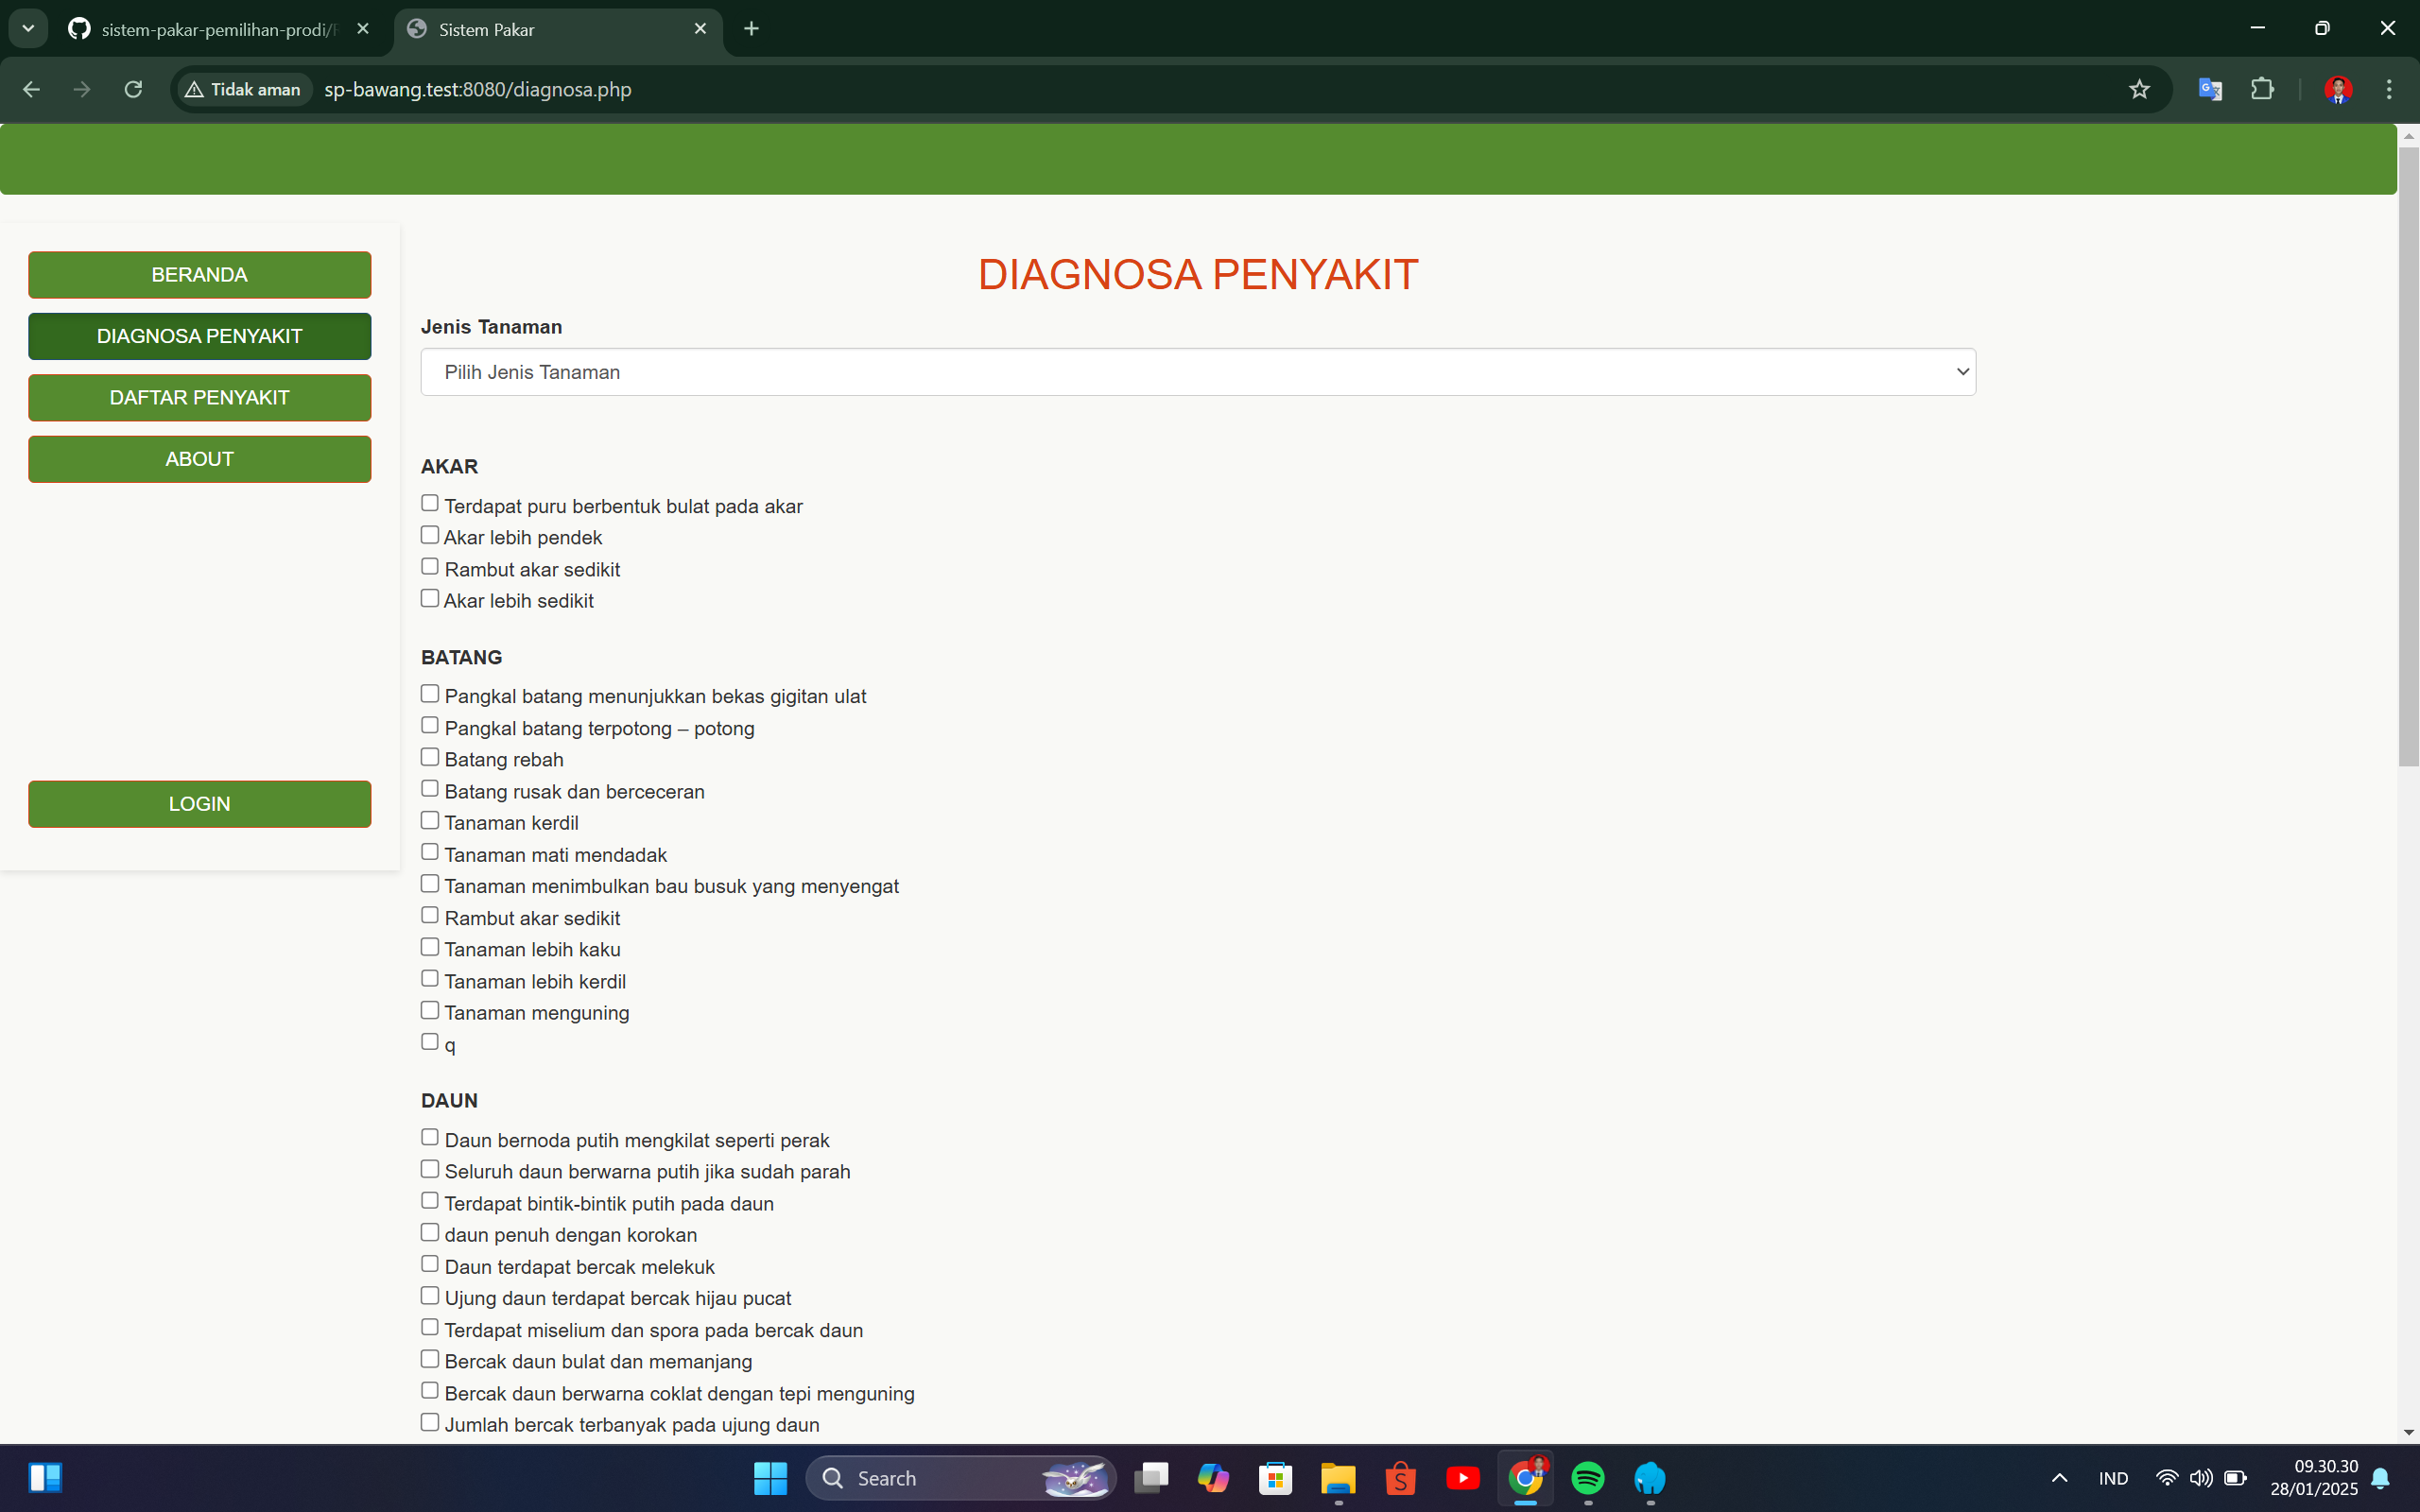 sistem-pakar-pemilihan-prodi/
Sistem Pakar
Tidak aman
sp-bawang.test:8080/diagnosa.php
BERANDA
DIAGNOSA PENYAKIT
DAFTAR PENYAKIT
ABOUT
LOGIN
DIAGNOSA PENYAKIT
Jenis Tanaman
Pilih Jenis Tanaman
AKAR
Terdapat puru berbentuk bulat pada akar
Akar lebih pendek
Rambut akar sedikit
Akar lebih sedikit
BATANG
Pangkal batang menunjukkan bekas gigitan ulat
Pangkal batang terpotong – potong
Batang rebah
Batang rusak dan berceceran
Tanaman kerdil
Tanaman mati mendadak
Tanaman menimbulkan bau busuk yang menyengat
Rambut akar sedikit
Tanaman lebih kaku
Tanaman lebih kerdil
Tanaman menguning
q
DAUN
Daun bernoda putih mengkilat seperti perak
Seluruh daun berwarna putih jika sudah parah
Terdapat bintik-bintik putih pada daun
daun penuh dengan korokan
Daun terdapat bercak melekuk
Ujung daun terdapat bercak hijau pucat
Terdapat miselium dan spora pada bercak daun
Bercak daun bulat dan memanjang
Bercak daun berwarna coklat dengan tepi menguning
Jumlah bercak terbanyak pada ujung daun
Search
IND
09.30.30
28/01/2025